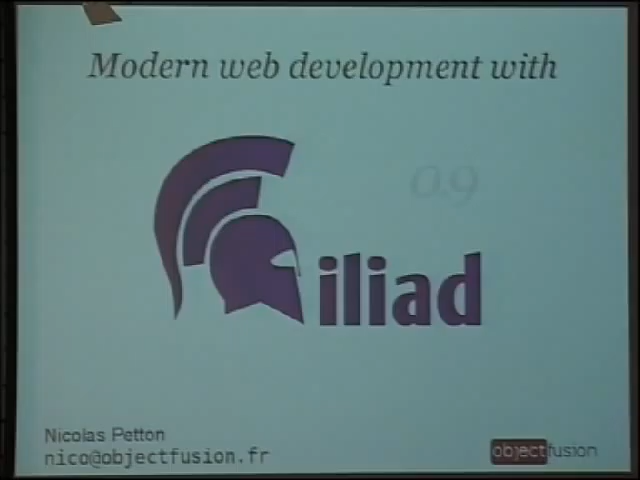 Modern web development with
0.9
iliad
Nicolas Petton
nico@objectfusion.fr
objectfusion